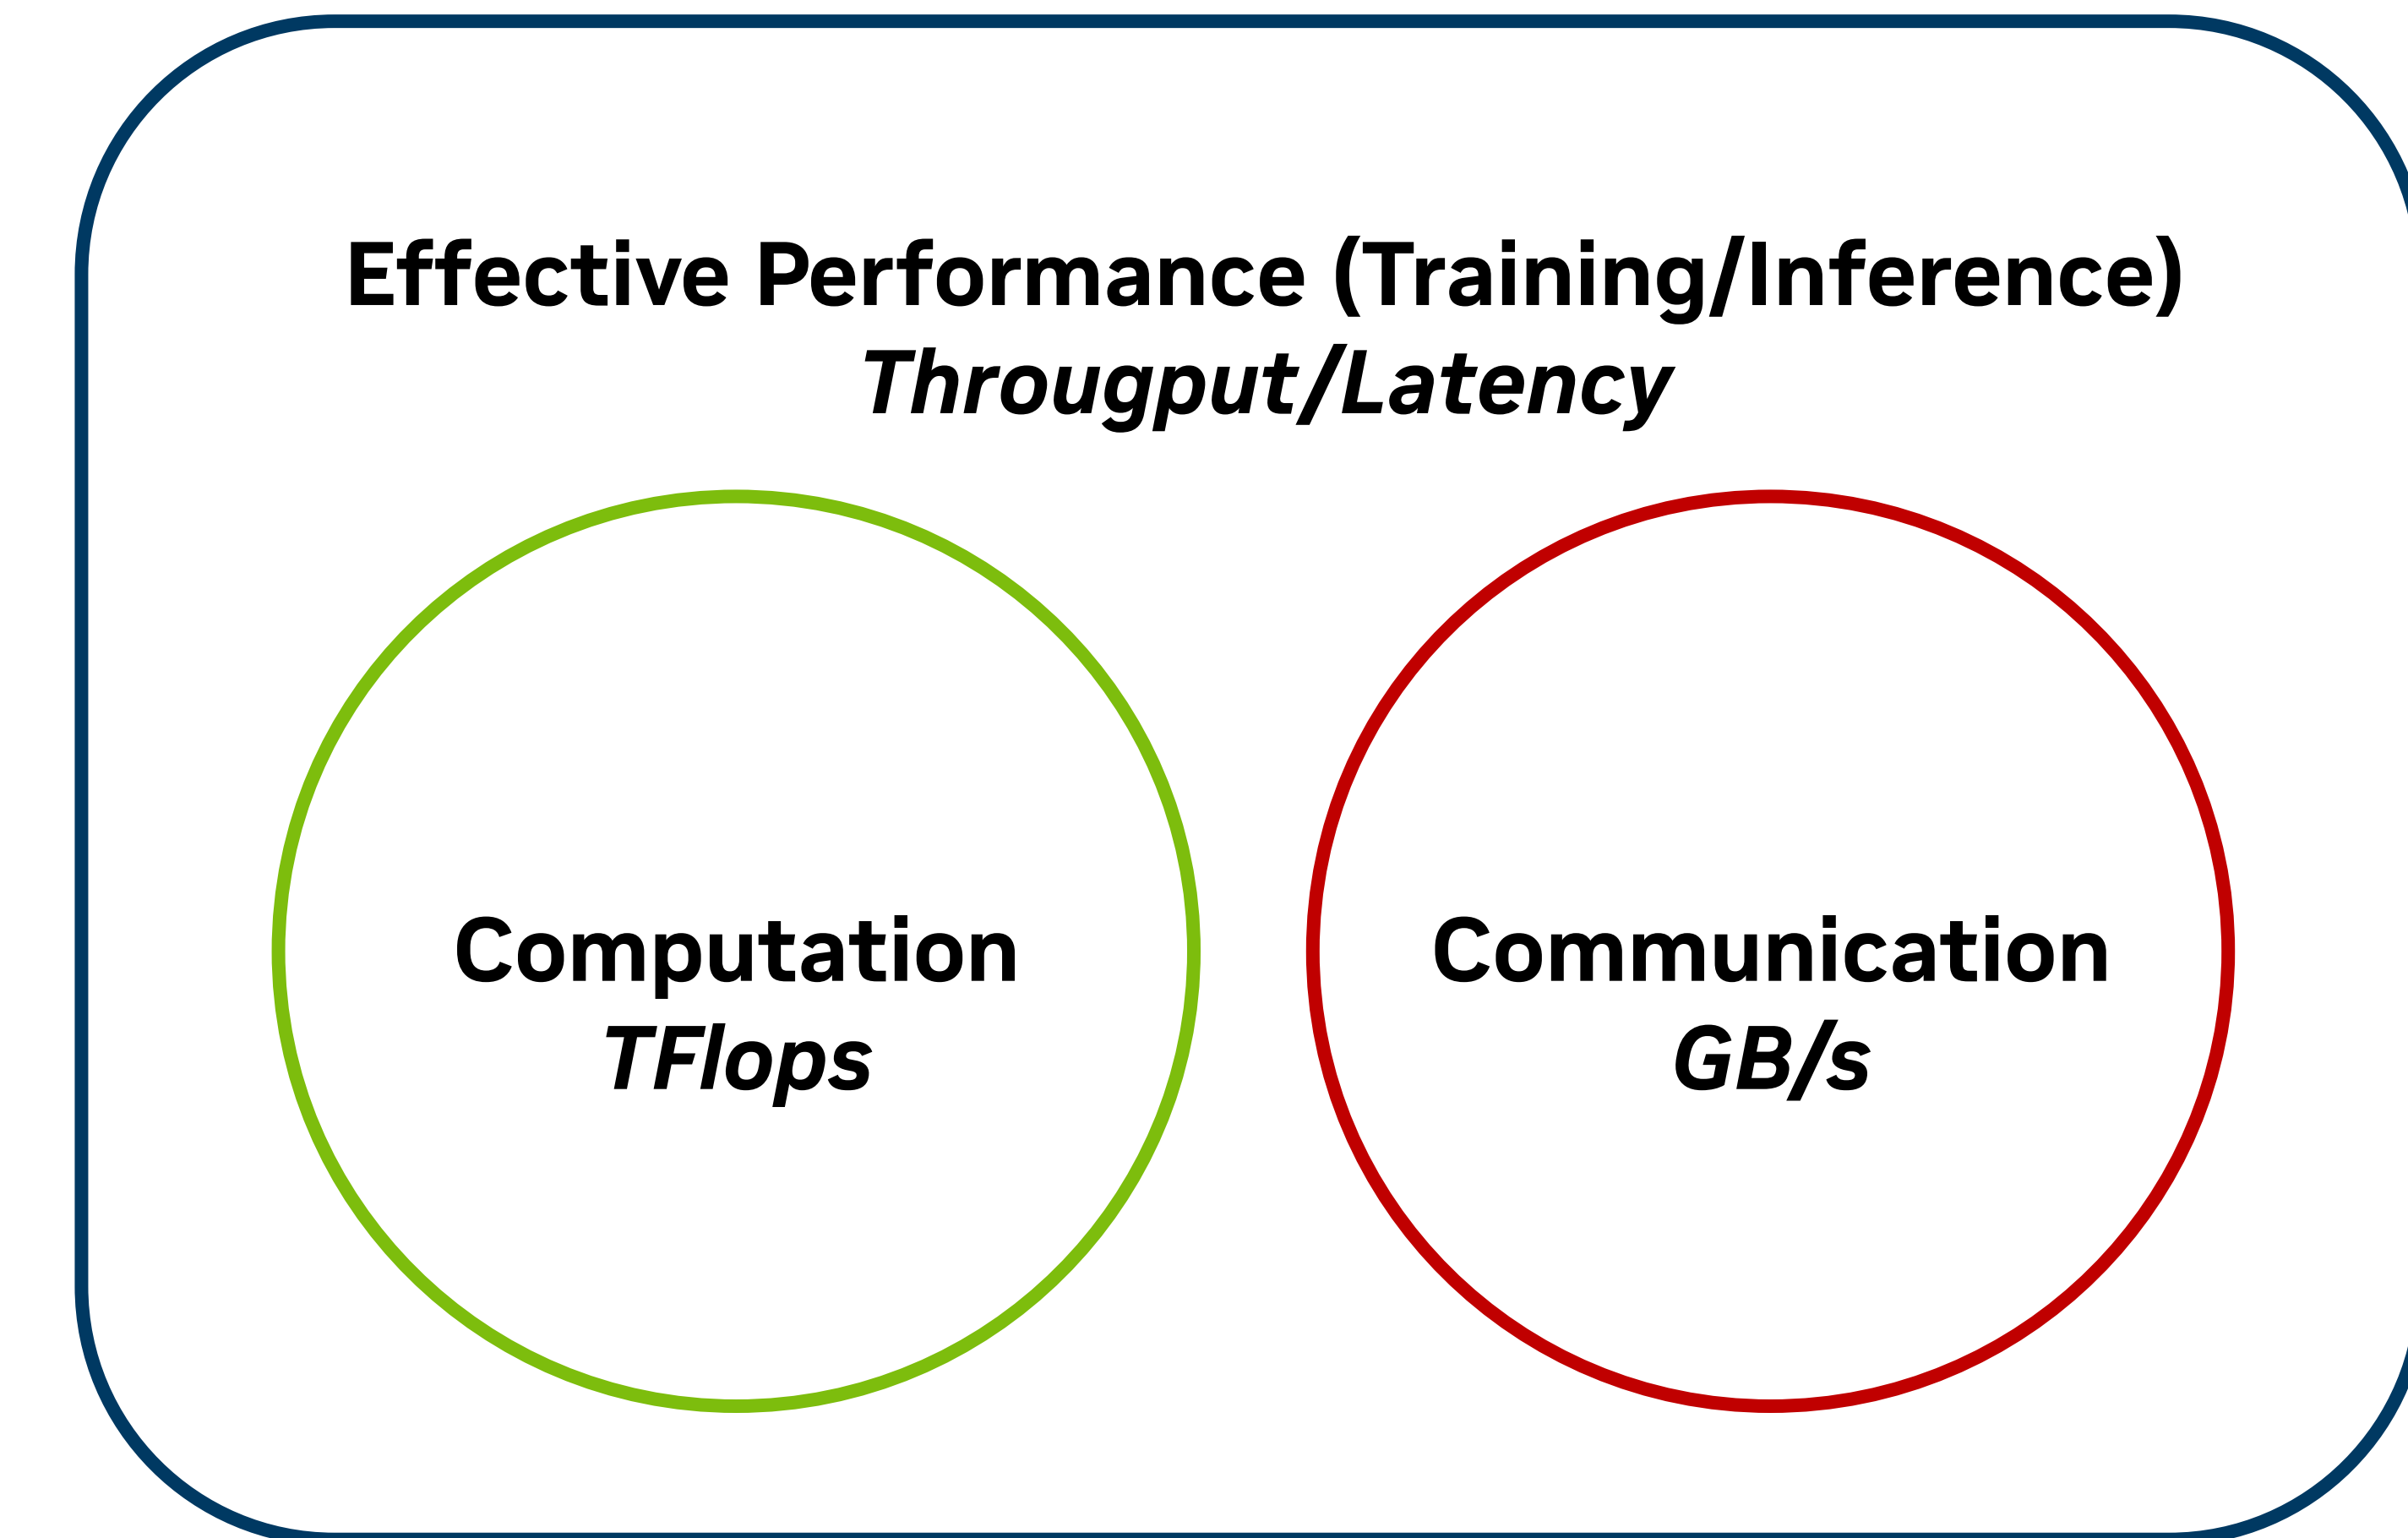 Effective Performance (Training/Inference)
Througput/Latency
Computation
TFlops
Communication
GB/s